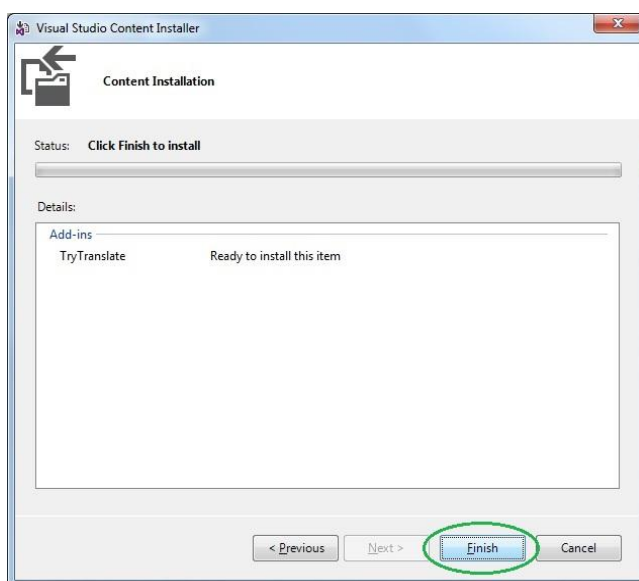 Visual Studio Content Installer
Content Installation
Status: Click Finish to install
Details:
Add-ins
TryTranslate Ready to install this item
< Previous Next > Finish Cancel